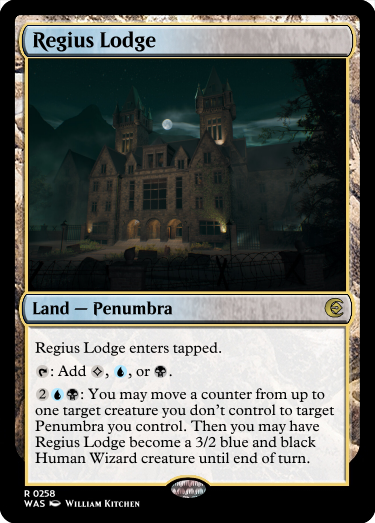 Regius Lodge
Land — Penumbra
Regius Lodge enters tapped.
: Add , , or .
2 : You may move a counter from up to
one target creature you don't control to target
Penumbra you control. Then you may have
Regius Lodge become a 3/2 blue and black
Human Wizard creature until end of turn.
R 0258
WAS William Kitchen